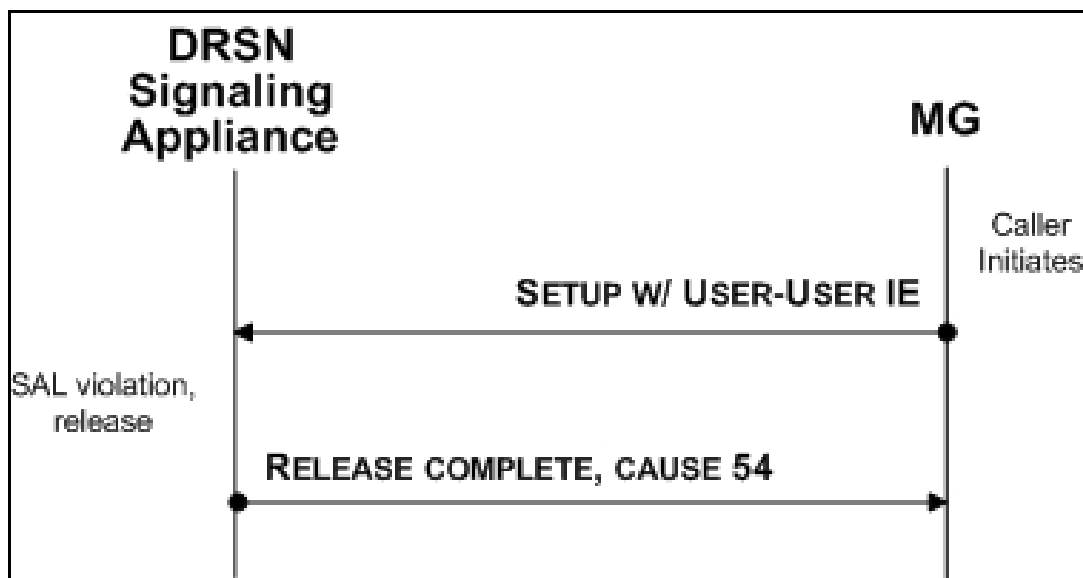 DRSN
Signaling
Appliance
MG
Caller
Initiates
SETUP W/ USER-USER IE
SAL violation,
release
RELEASE COMPLETE, CAUSE 54